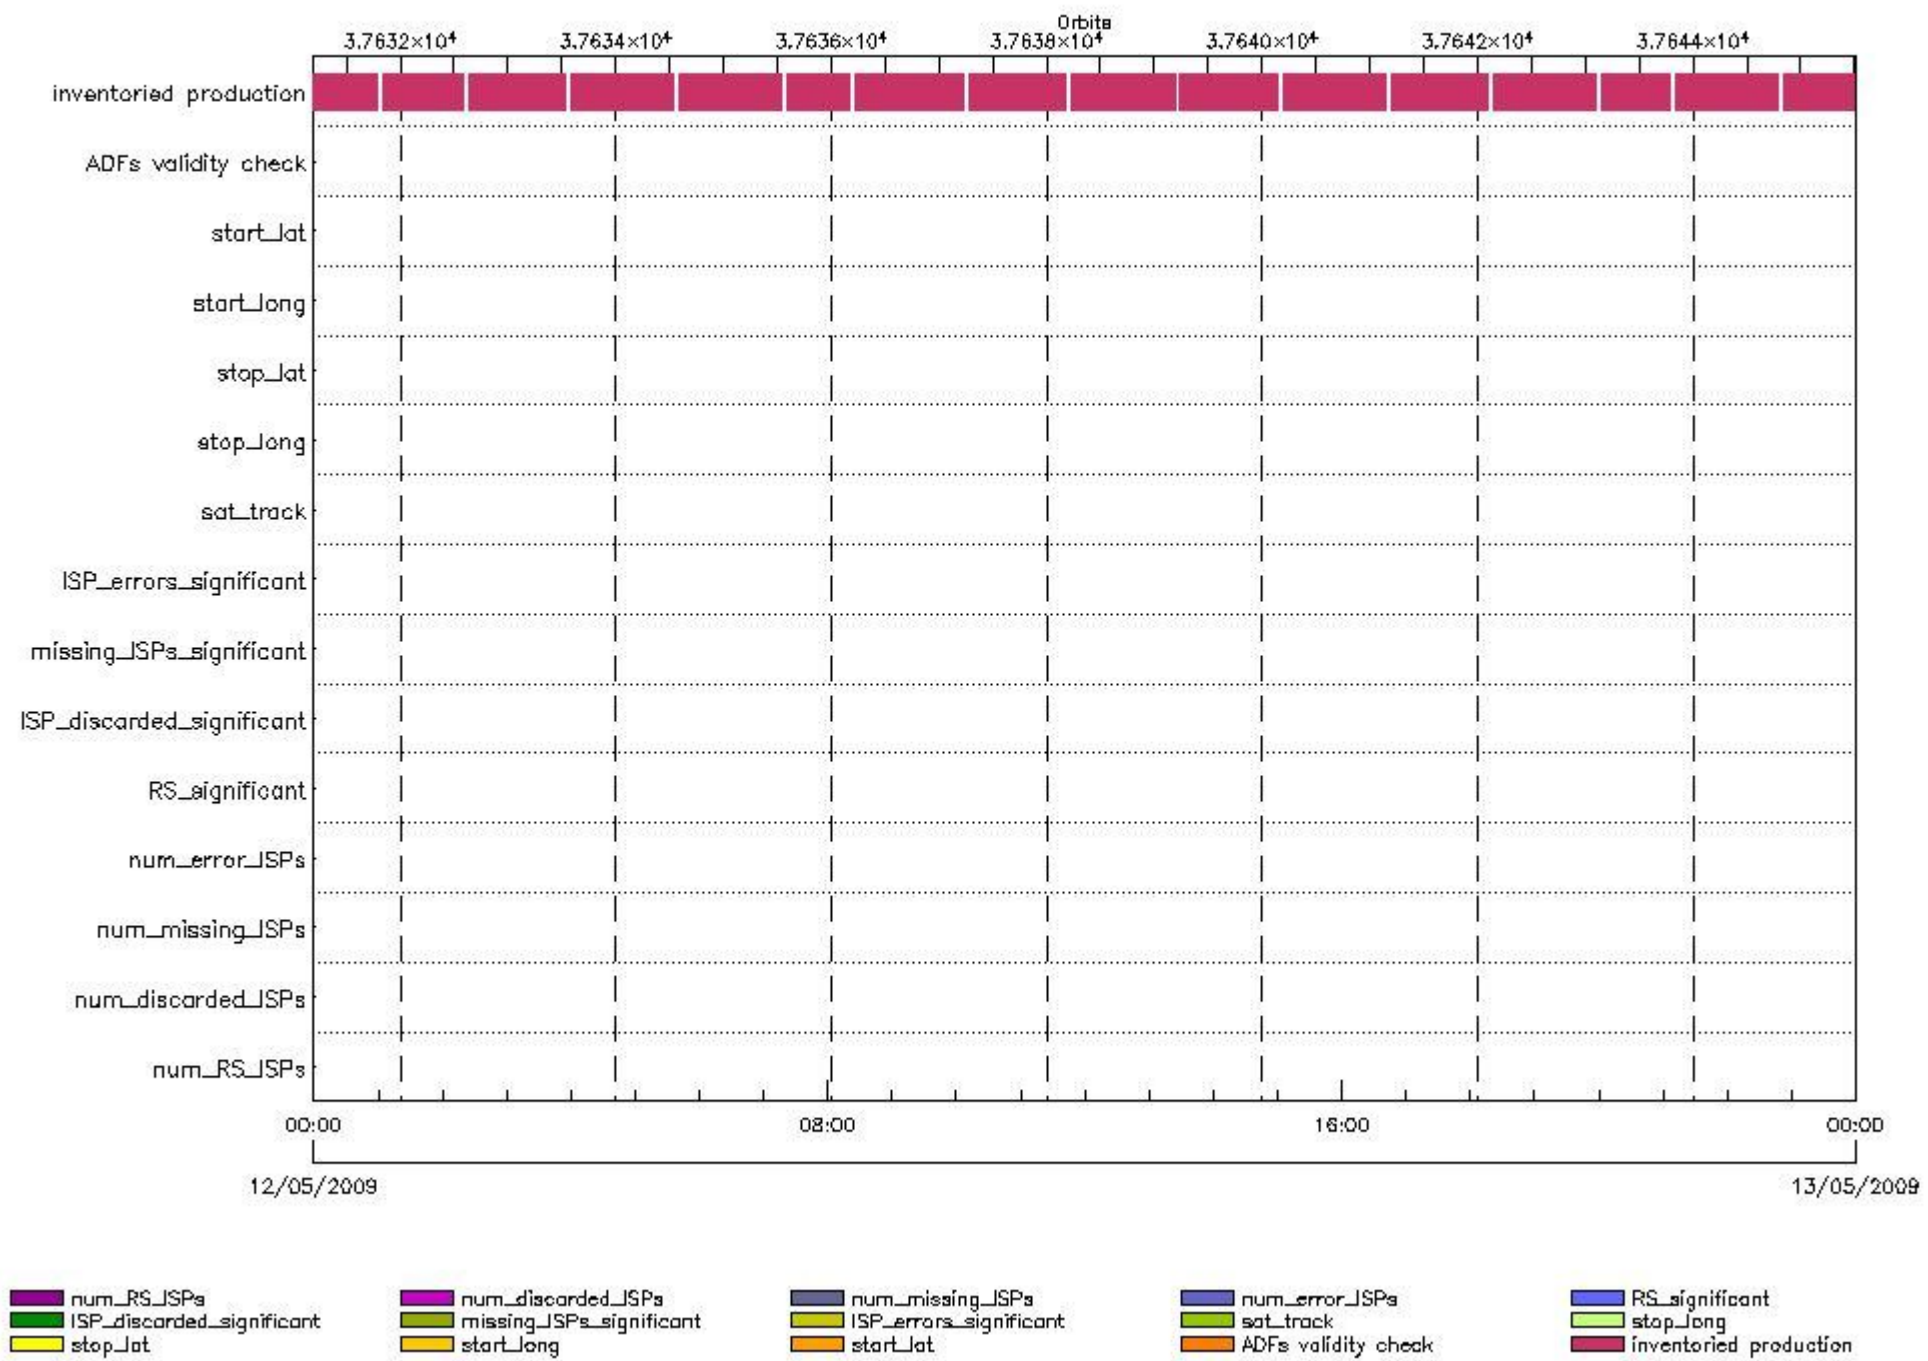 Orbits
3.7632×10⁴ 3.7634×10⁴ 3.7636×10⁴ 3.7638×10⁴ 3.7640×10⁴ 3.7642×10⁴ 3.7644×10⁴
inventoried production
ADFs validity check
start_lat
start_long
stop_lat
stop_long
sat_track
ISP_errors_significant
missing_ISPs_significant
ISP_discarded_significant
RS_significant
num_error_ISPs
num_missing_ISPs
num_discarded_ISPs
num_RS_ISPs
00:00 08:00 16:00 00:00
12/05/2009 13/05/2009
num_RS_ISPs num_discarded_ISPs num_missing_ISPs num_error_ISPs RS_significant
ISP_discarded_significant missing_ISPs_significant ISP_errors_significant sat_track stop_long
stop_lat start_long start_lat ADFs validity check inventoried production